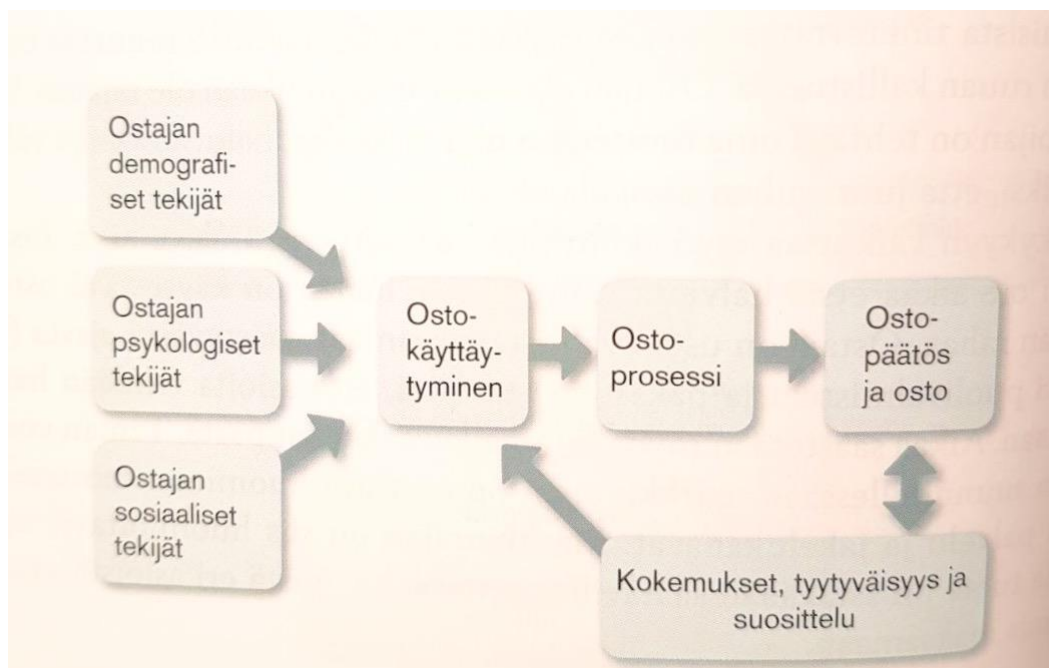 Ostajan
demografi-
set tekijät
Ostajan
psykologiset
tekijät
Ostajan
sosiaaliset
tekijät
Osto-
käyttäy-
tyminen
Osto-
prosessi
Osto-
päätös
ja osto
Kokemukset, tyytyväisyys ja
suosittelu